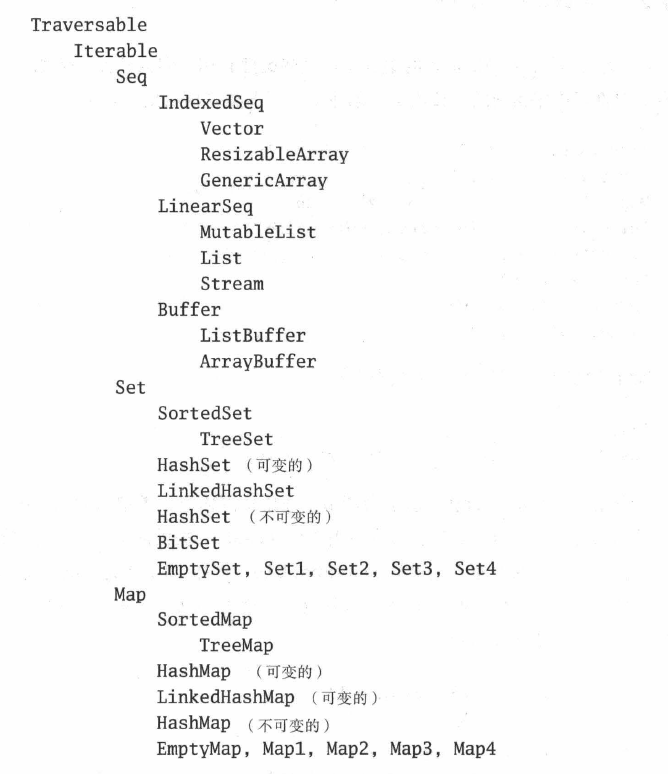 Traversable
Iterable
Seq
IndexedSeq
Vector
ResizableArray
GenericArray
LinearSeq
MutableList
List
Stream
Buffer
ListBuffer
ArrayBuffer
Set
SortedSet
TreeSet
HashSet（可变的）
LinkedHashSet
HashSet （不可变的）
BitSet
EmptySet, Set1, Set2, Set3, Set4
Map
SortedMap
TreeMap
HashMap （可变的）
LinkedHashMap （可变的）
HashMap （不可变的）
EmptyMap, Map1, Map2, Map3, Map4